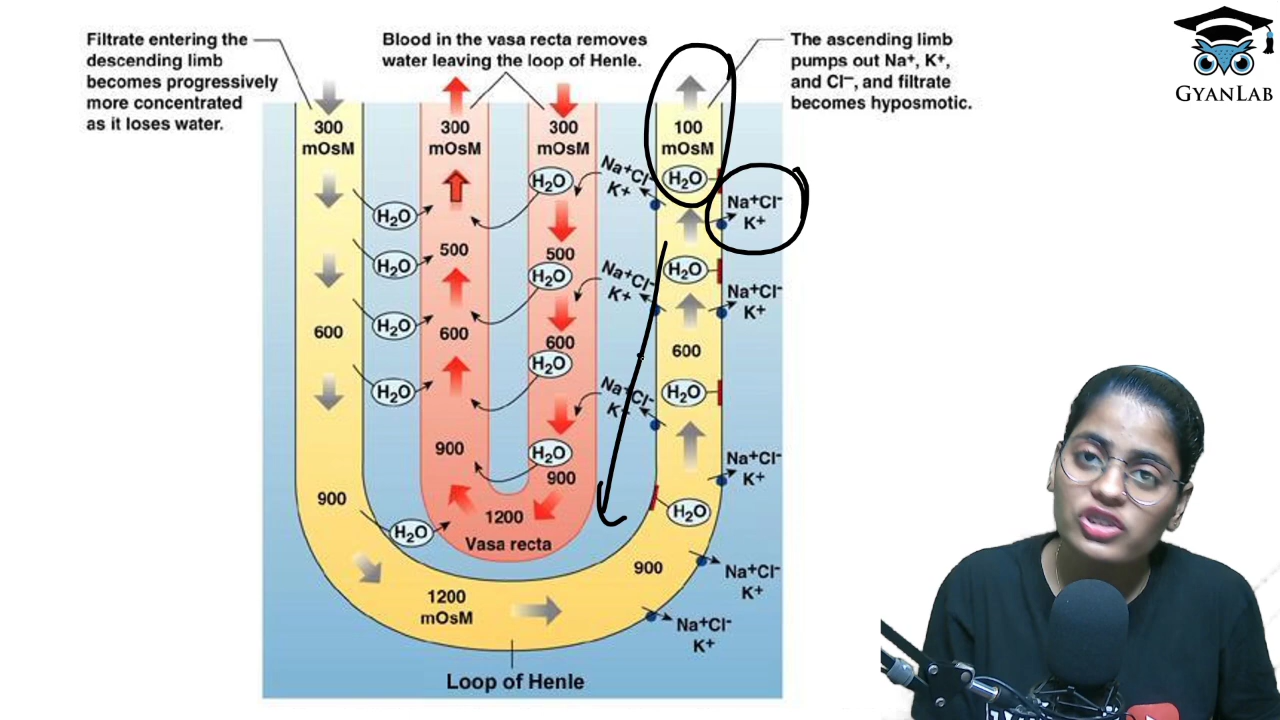 Filtrate entering the
descending limb
becomes progressively
more concentrated
as it loses water.
Blood in the vasa recta removes
water leaving the loop of Henle.
The ascending limb
pumps out Na⁺, K⁺,
and Cl⁻, and filtrate
becomes hyposmotic.
GYANLAB
300
mOsM
300
mOsM
300
mOsM
100
mOsM
H₂O
H₂O
H₂O
H₂O
H₂O
600
900
1200
mOsM
500
600
900
1200
Vasa recta
H₂O
500
H₂O
600
H₂O
H₂O
900
Na⁺Cl⁻
K⁺
Na⁺Cl⁻
K⁺
Na⁺Cl⁻
K⁺
H₂O
H₂O
600
H₂O
H₂O
900
Na⁺Cl⁻
K⁺
Na⁺Cl⁻
K⁺
Na⁺Cl⁻
K⁺
Na⁺Cl⁻
K⁺
Na⁺Cl⁻
K⁺
Loop of Henle